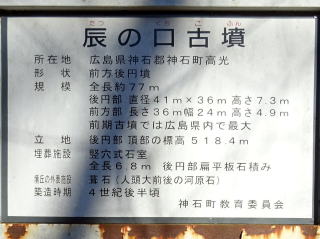 たつ くち こ ふん
辰の口古墳
所在地 広島県神石郡神石町高光
形状 前方後円墳
規模 全長約77m
後円部 直径41m×36m 高さ7.3m
前方部 長さ36m幅24m 高さ4.9m
前期古墳では広島県内で最大
立地 後円部 頂部の標高 518.4m
埋葬施設 竪穴式石室
全長6.8m 後円部扁平板石積み
墳丘の外表施設 葺石(人頭大前後の河原石)
築造時期 4世紀後半頃
神石町教育委員会